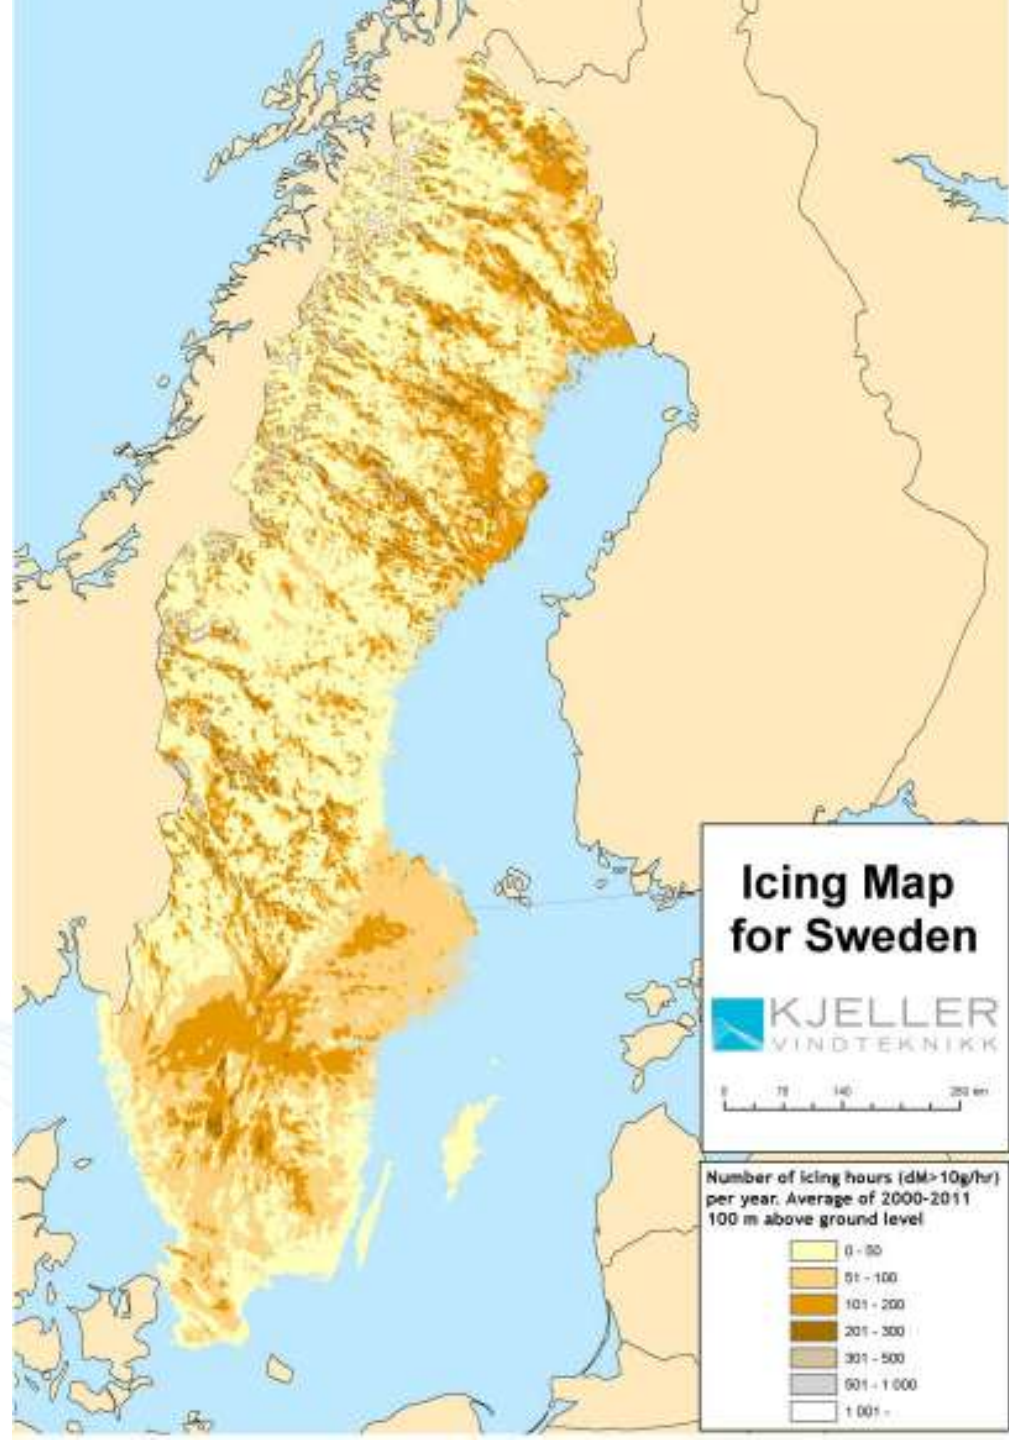 Icing Map
for Sweden
KJELLER
VINDTEKNIKK
0 70 140 280 km
Number of icing hours (dM>10g/hr)
per year. Average of 2000-2011
100 m above ground level
0 - 50
51 - 100
101 - 200
201 - 300
301 - 500
501 - 1 000
1 001 -